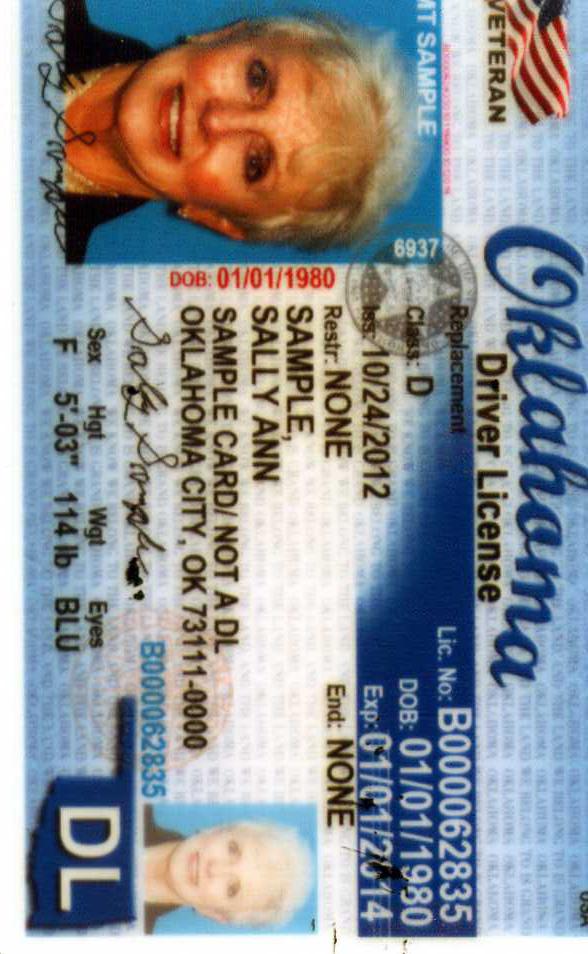 Oklahoma
USA
VETERAN
Driver License
Replacement
Lic. No: B000062835
Class: D
DOB: 01/01/1980
Iss: 10/24/2012
Exp: 01/01/2014
Restr: NONE
End: NONE
MT SAMPLE
6937
DOB: 01/01/1980
SAMPLE,
SALLY ANN
SAMPLE CARD/ NOT A DL
OKLAHOMA CITY, OK 73111-0000
B000062835
Sally Sample
Sex Hgt Wgt Eyes
F 5'-03" 114 lb BLU
DL